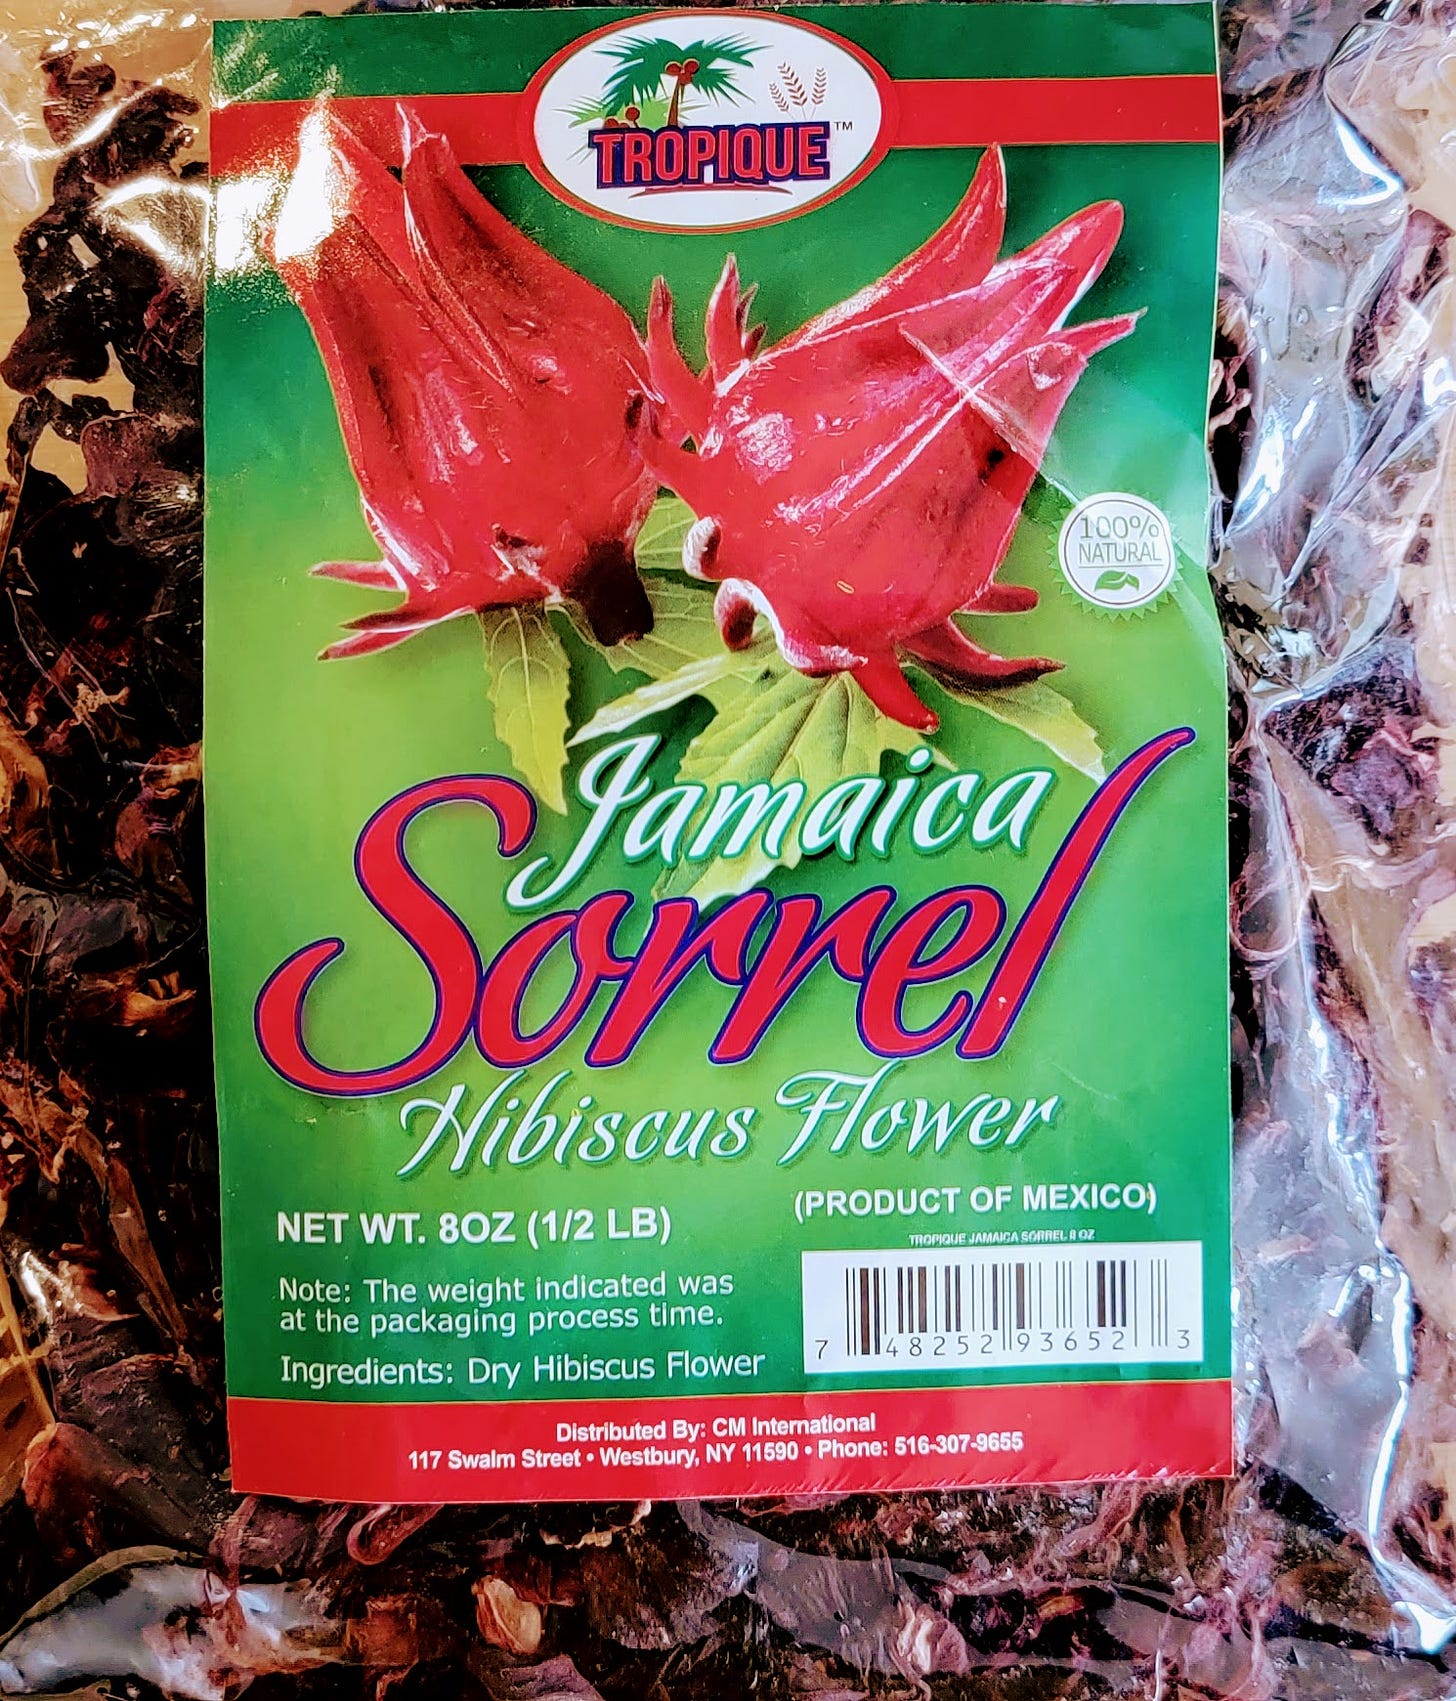 TROPIQUE™
100%
NATURAL
Jamaica
Sorrel
Hibiscus Flower
NET WT. 8OZ (1/2 LB)
(PRODUCT OF MEXICO)
TROPIQUE JAMAICA SORREL 8 OZ
Note: The weight indicated was
at the packaging process time.
Ingredients: Dry Hibiscus Flower
7 48252 93652 3
Distributed By: CM International
117 Swalm Street • Westbury, NY 11590 • Phone: 516-307-9655